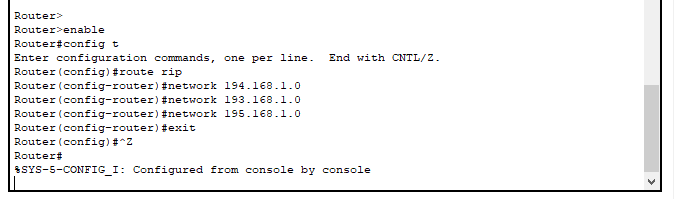 Router>
Router>enable
Router#config t
Enter configuration commands, one per line.  End with CNTL/Z.
Router(config)#route rip
Router(config-router)#network 194.168.1.0
Router(config-router)#network 193.168.1.0
Router(config-router)#network 195.168.1.0
Router(config-router)#exit
Router(config)#^Z
Router#
%SYS-5-CONFIG_I: Configured from console by console